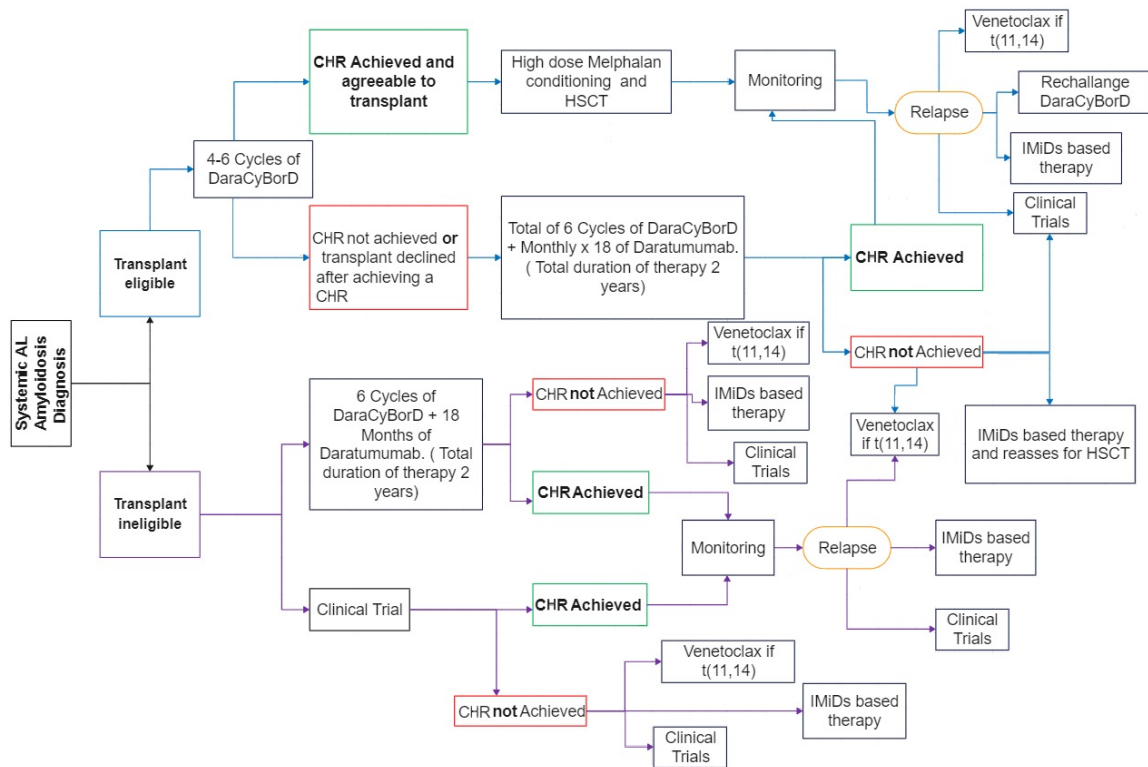 Venetoclax if
t(11,14)
CHR Achieved and
agreeable to
transplant
High dose Melphalan
conditioning and
HSCT
Monitoring
Relapse
Rechallange
DaraCyBorD
IMiDs based
therapy
4-6 Cycles of
DaraCyBorD
Clinical
Trials
CHR not achieved or
transplant declined
after achieving a
CHR
Total of 6 Cycles of DaraCyBorD
+ Monthly x 18 of Daratumumab.
( Total duration of therapy 2
years)
CHR Achieved
Transplant
eligible
Systemic AL
Amyloidosis
Diagnosis
Venetoclax if
t(11,14)
CHR not Achieved
6 Cycles of
DaraCyBorD + 18
Months of
Daratumumab. ( Total
duration of therapy 2
years)
CHR not Achieved
IMiDs based
therapy
Venetoclax
if t(11,14)
IMiDs based therapy
and reasses for HSCT
Clinical
Trials
CHR Achieved
Transplant
ineligible
Monitoring
Relapse
IMiDs based
therapy
Clinical Trial
CHR Achieved
Clinical
Trials
Venetoclax if
t(11,14)
CHR not Achieved
IMiDs based
therapy
Clinical
Trials